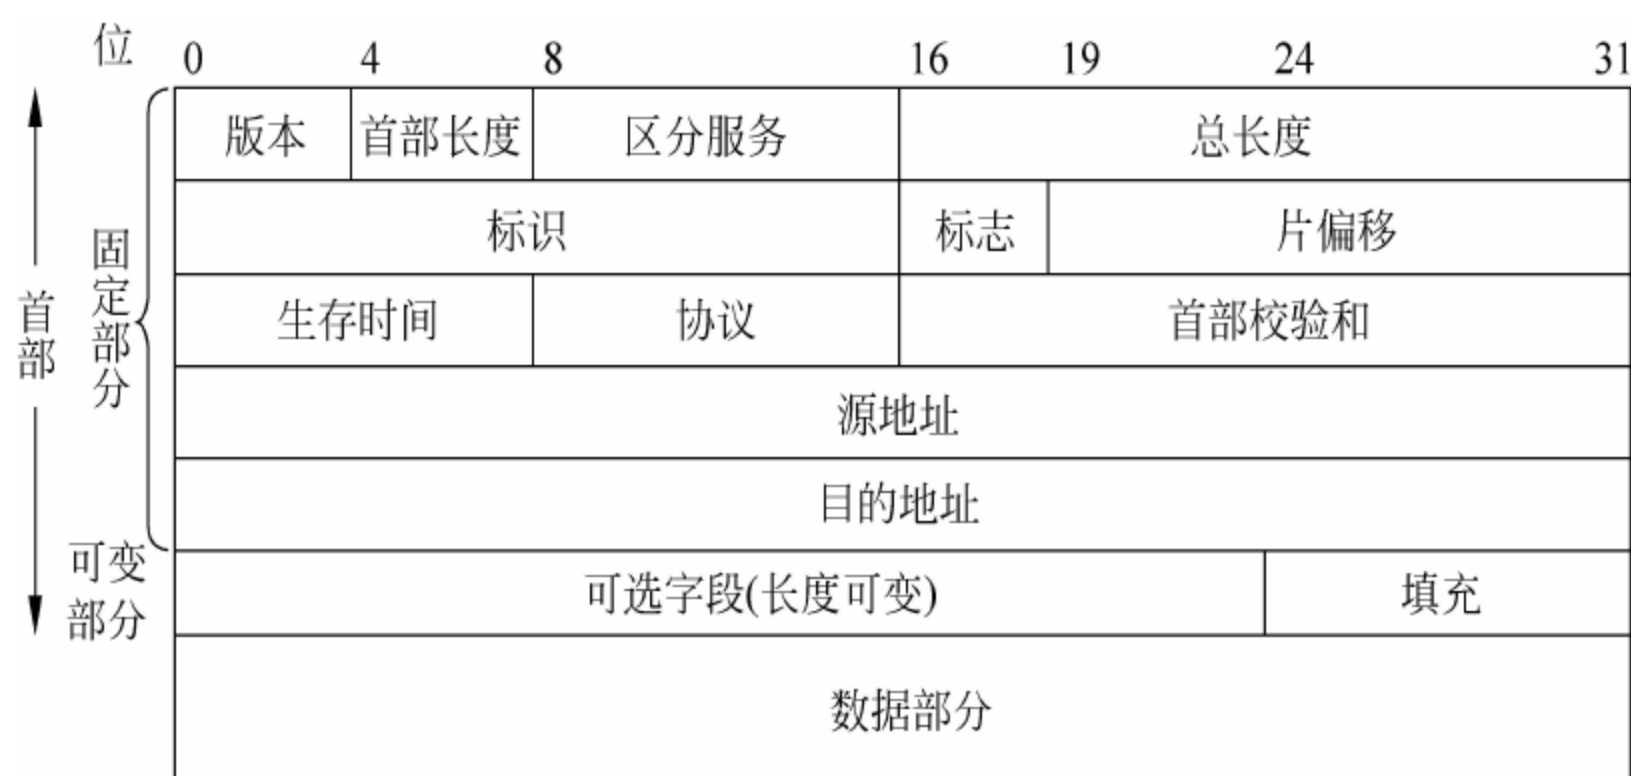 位 0 4 8 16 19 24 31
版本 首部长度 区分服务 总长度
标识 标志 片偏移
生存时间 协议 首部校验和
源地址
目的地址
可选字段(长度可变) 填充
数据部分
首部
固定部分
可变
部分